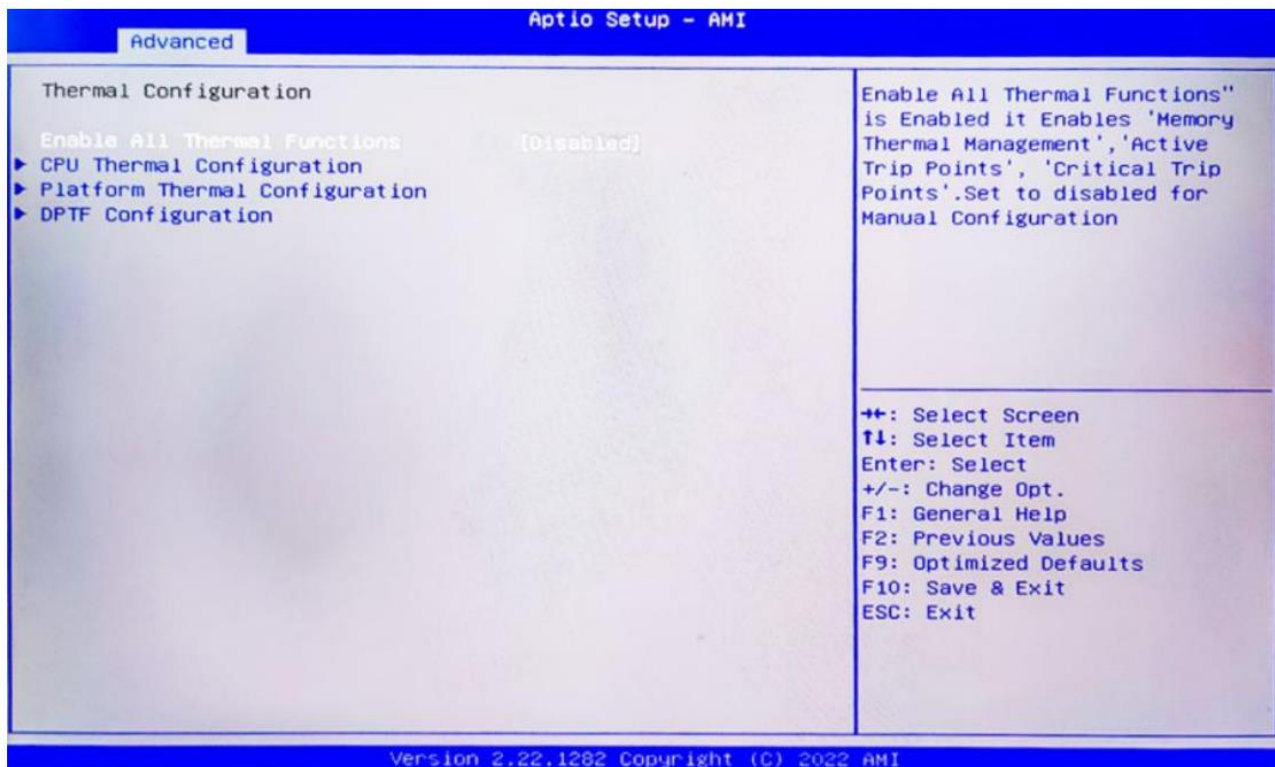 Aptio Setup - AMI
Advanced
Thermal Configuration
Enable All Thermal Functions [Disabled]
► CPU Thermal Configuration
► Platform Thermal Configuration
► DPTF Configuration
Enable All Thermal Functions"
is Enabled it Enables 'Memory
Thermal Management','Active
Trip Points', 'Critical Trip
Points'.Set to disabled for
Manual Configuration
→←: Select Screen
↑↓: Select Item
Enter: Select
+/-: Change Opt.
F1: General Help
F2: Previous Values
F9: Optimized Defaults
F10: Save & Exit
ESC: Exit
Version 2.22.1282 Copyright (C) 2022 AMI